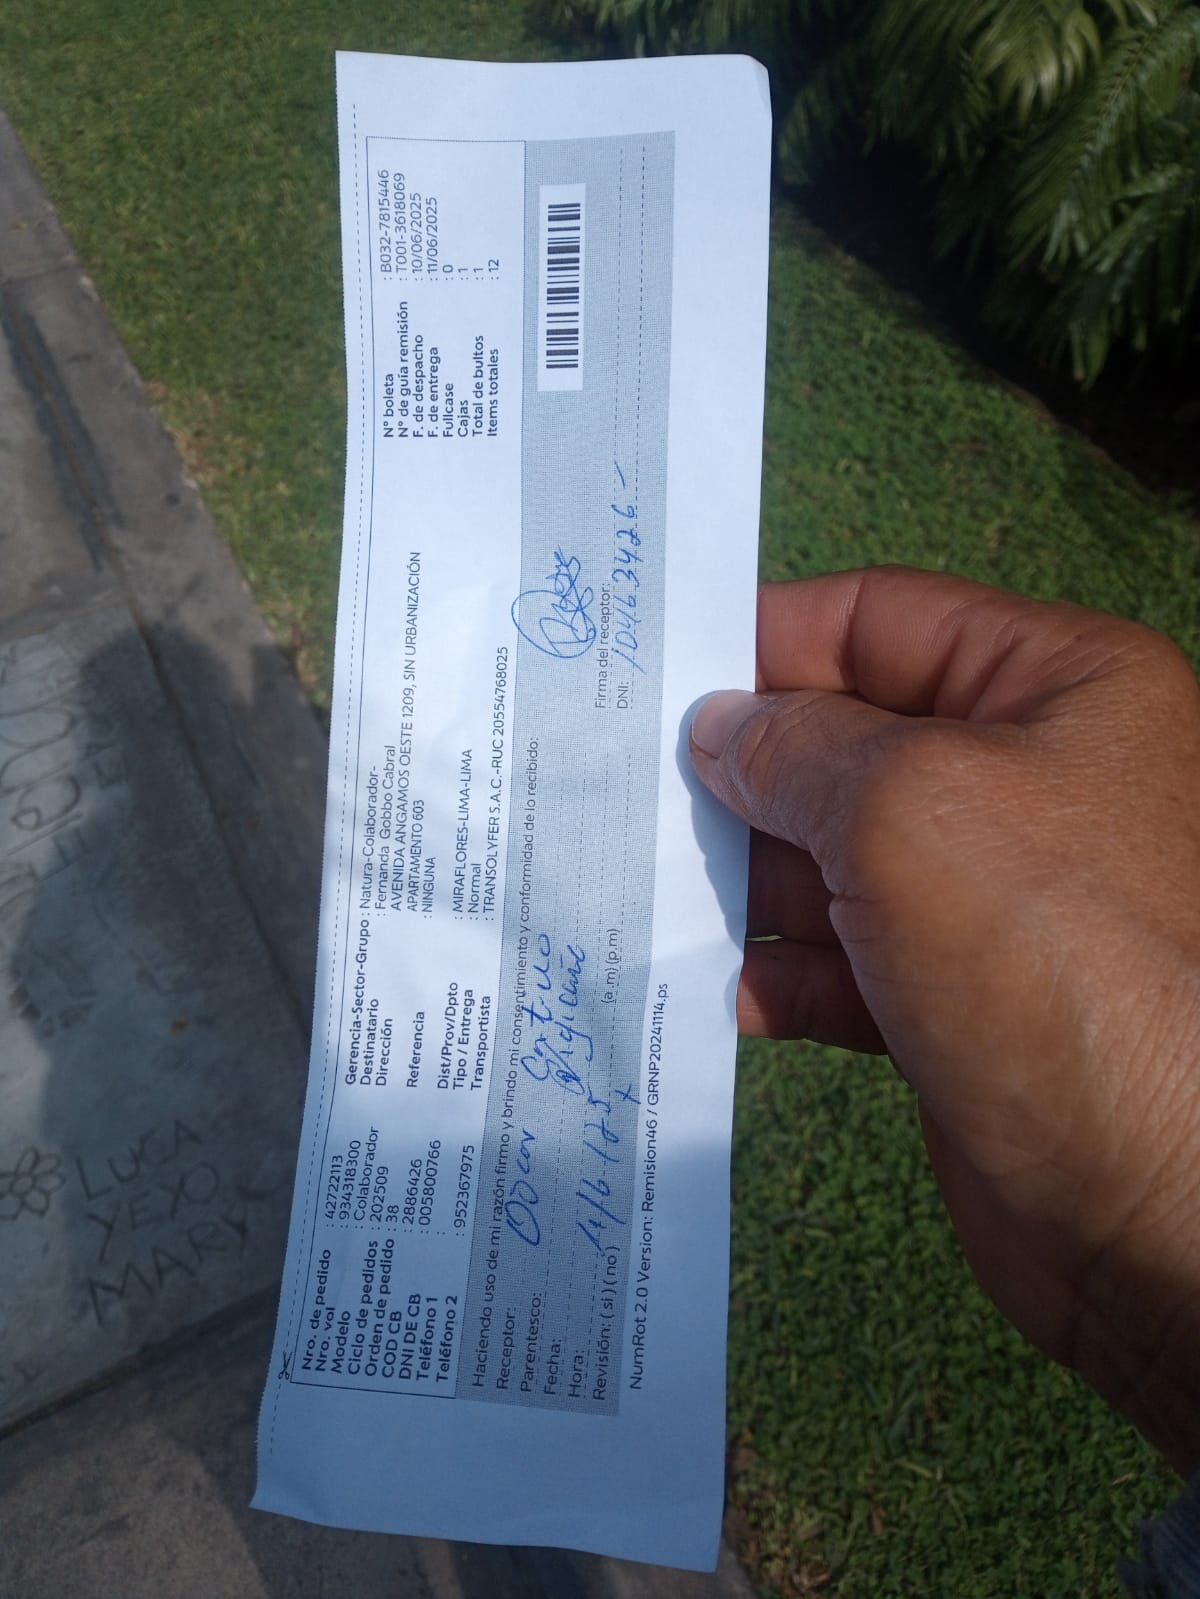 Nro. de pedido : 42722113
Nro. vol : 934318300
Modelo : Colaborador
Ciclo de pedidos : 202509
Orden de pedido : 38
COD CB : 2886426
DNI DE CB : 005800766
Teléfono 1 :
Teléfono 2 : 952367975
Gerencia-Sector-Grupo : Natura-Colaborador-
Destinatario : Fernanda Gobbo Cabral
Dirección AVENIDA ANGAMOS OESTE 1209, SIN URBANIZACIÓN
APARTAMENTO 603
Referencia : NINGUNA
Dist/Prov/Dpto : MIRAFLORES-LIMA-LIMA
Tipo / Entrega : Normal
Transportista : TRANSOLYFER S.A.C.-RUC 20554768025
N° boleta : B032-7815446
N° de guía remisión : T001-3618069
F. de despacho : 10/06/2025
F. de entrega : 11/06/2025
Fullcase : 0
Cajas : 1
Total de bultos : 1
Items totales : 12
Haciendo uso de mi razón firmo y brindo mi consentimiento y conformidad de lo recibido:
Receptor:
Parentesco:
Fecha:
Hora:
Revisión: ( si ) ( no )
(a .m) (p.m)
Firma del receptor:
DNI: 10463426
NumRot 2.0 Version: Remision46 / GRNP20241114.ps
LUCA
Y EXO
MARY